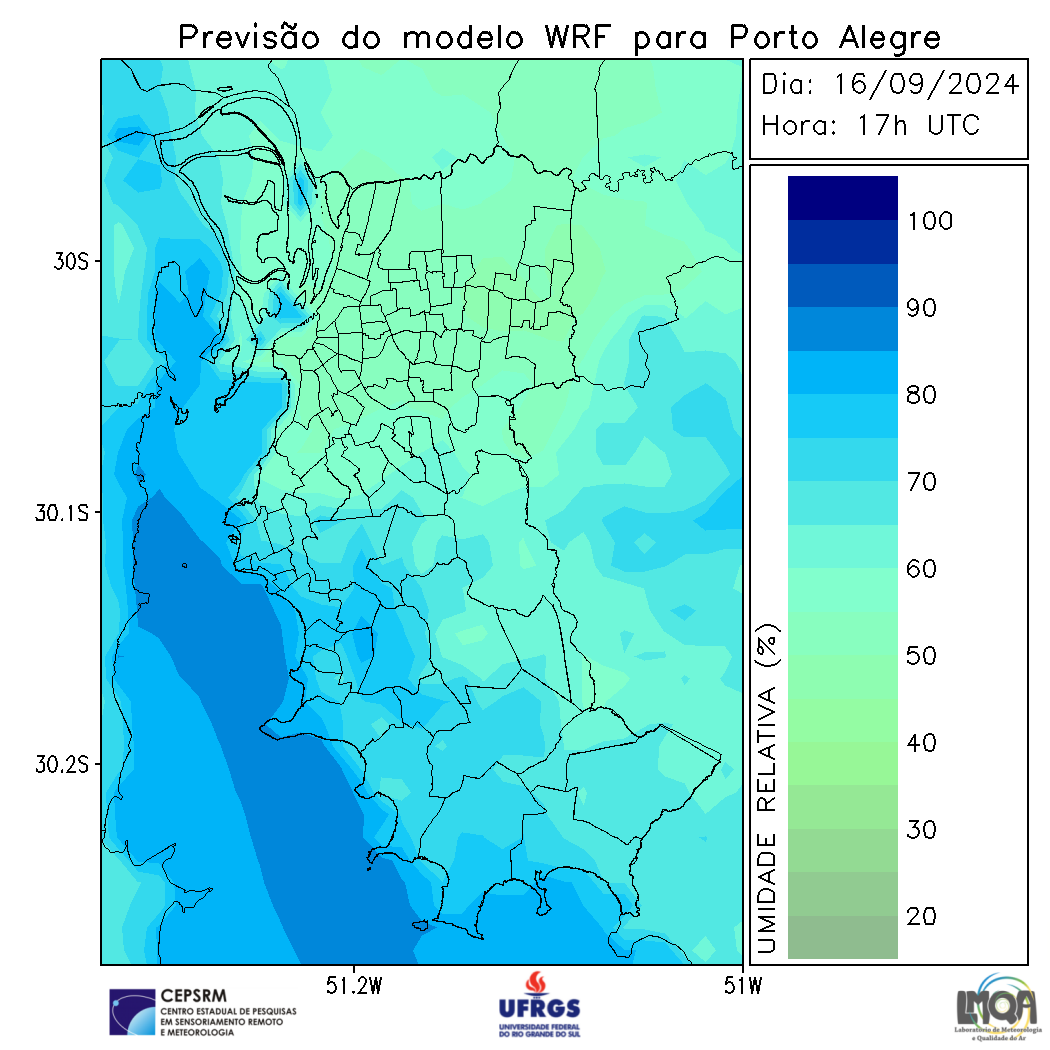 Previsão do modelo WRF para Porto Alegre
Dia: 16/09/2024
Hora: 17h UTC
30S
30.1S
30.2S
51.2W
51W
100
90
80
70
60
50
40
30
20
UMIDADE RELATIVA (%)
CEPSRM
CENTRO ESTADUAL DE PESQUISAS
EM SENSORIAMENTO REMOTO
E METEOROLOGIA
UFRGS
UNIVERSIDADE FEDERAL
DO RIO GRANDE DO SUL
LMQA
Laboratório de Meteorologia
e Qualidade do Ar